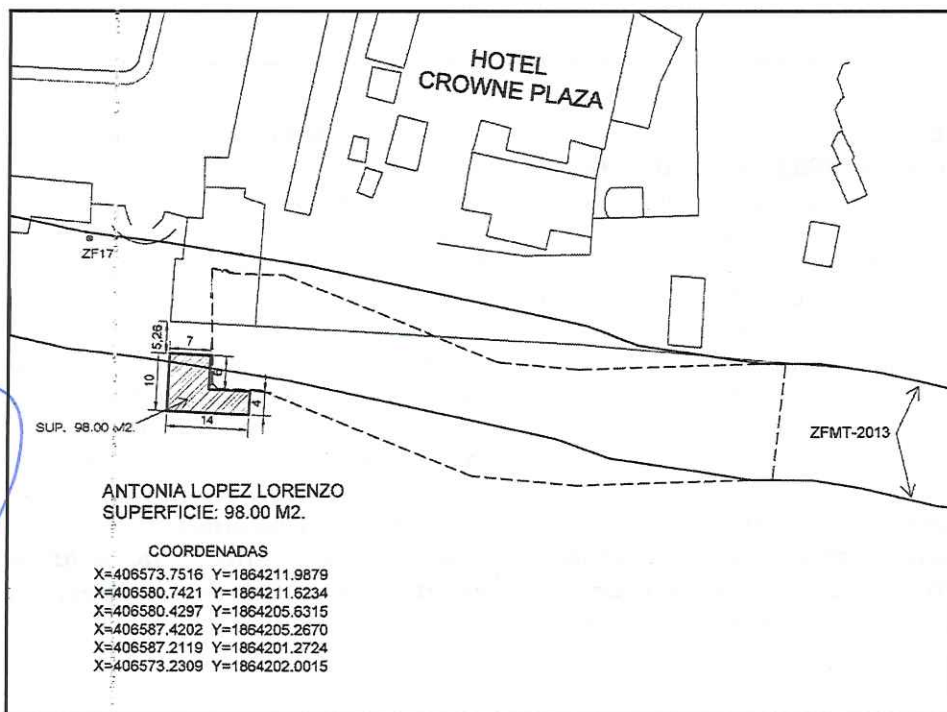 HOTEL
CROWNE PLAZA
ZF17
5,26
7
10
6
4
14
SUP. 98.00 M2.
ZFMT-2013
ANTONIA LOPEZ LORENZO
SUPERFICIE: 98.00 M2.
COORDENADAS
X=406573.7516 Y=1864211.9879
X=406580.7421 Y=1864211.6234
X=406580.4297 Y=1864205.6315
X=406587.4202 Y=1864205.2670
X=406587.2119 Y=1864201.2724
X=406573.2309 Y=1864202.0015